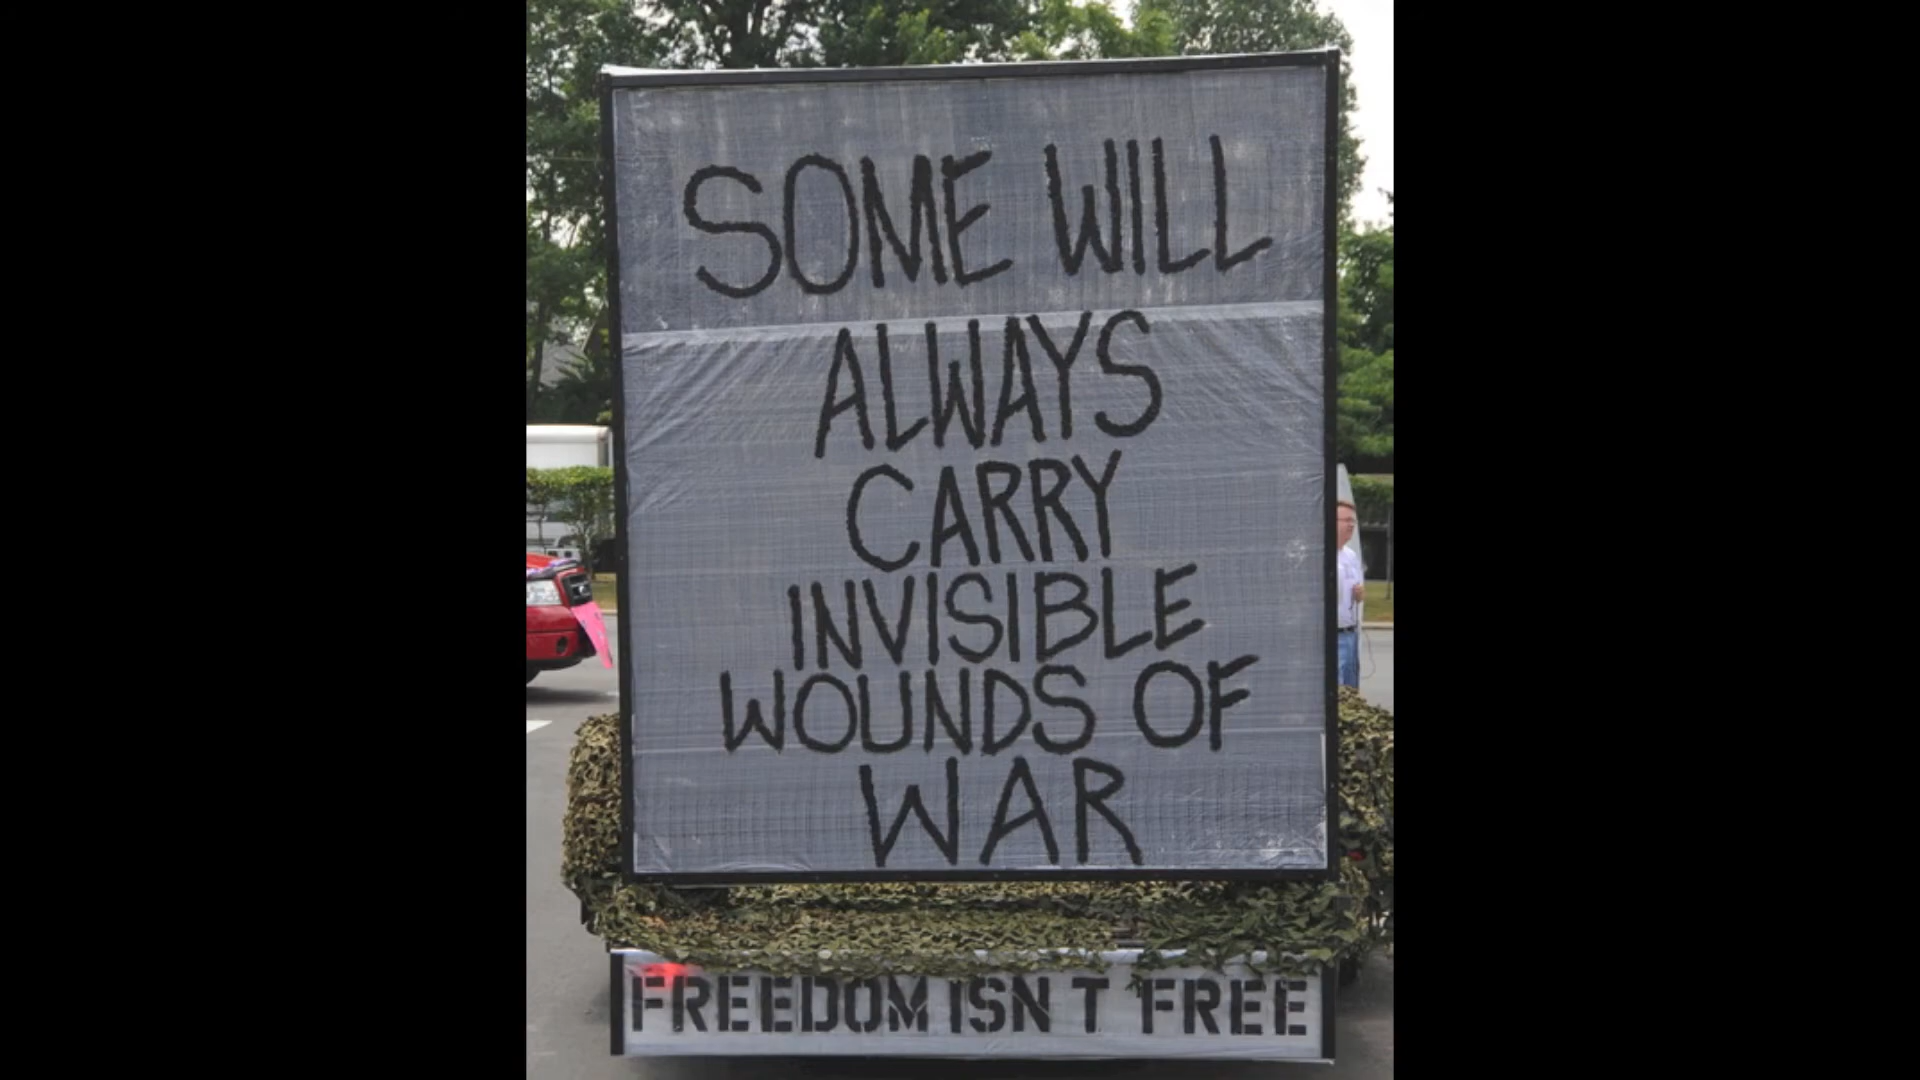 SOME WILL
ALWAYS
CARRY
INVISIBLE
WOUNDS OF
WAR
FREEDOM ISN T FREE